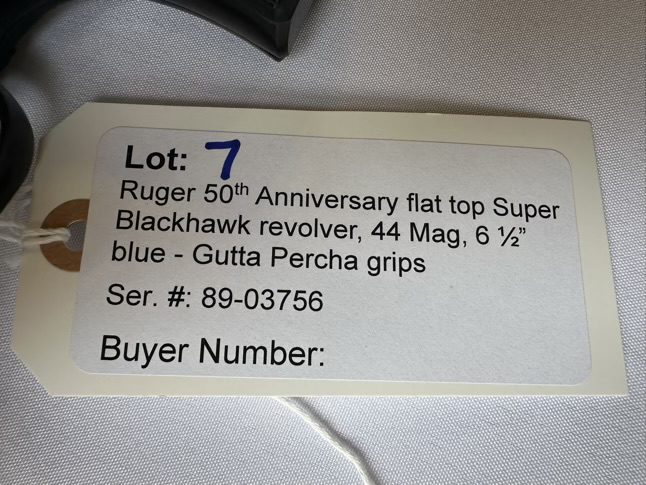 Lot: 7
Ruger 50th Anniversary flat top Super
Blackhawk revolver, 44 Mag, 6 ½”
blue - Gutta Percha grips
Ser. #: 89-03756
Buyer Number: